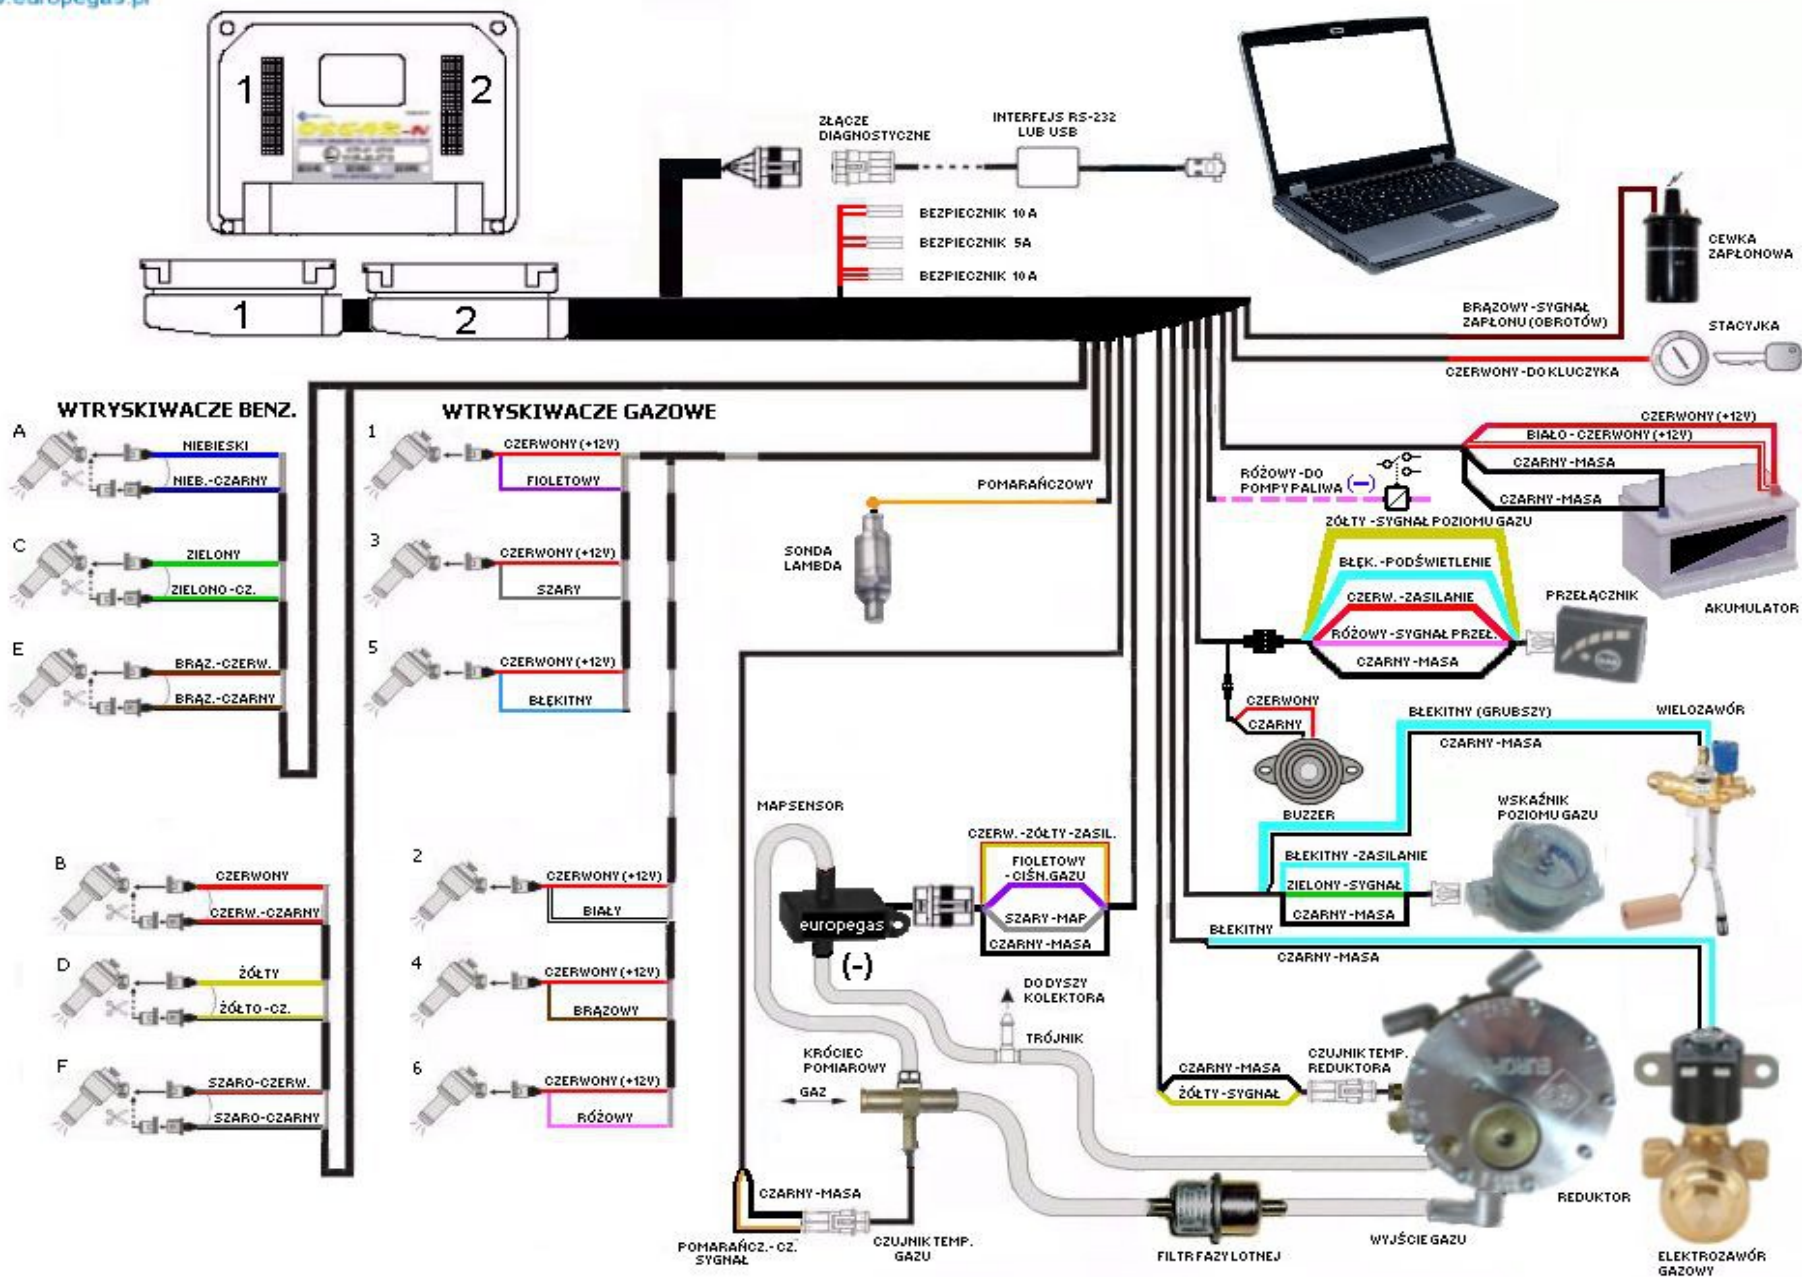 1
2
OSCAR-N
1
2
ZŁĄCZE
DIAGNOSTYCZNE
INTERFEJS RS-232
LUB USB
BEZPIECZNIK 10A
BEZPIECZNIK 5A
BEZPIECZNIK 10A
CEWKA
ZAPŁONOWA
BRĄZOWY-SYGNAŁ
ZAPŁONU (OBROTÓW)
STACYJKA
CZERWONY-DO KLUCZYKA
WTRYSKIWACZE BENZ.
A
NIEBIESKI
NIEB.-CZARNY
C
ZIELONY
ZIELONO-CZ.
E
BRĄZ.-CZERW.
BRĄZ.-CZARNY
B
CZERWONY
CZERW.-CZARNY
D
ŻÓŁTY
ŻÓŁTO-CZ.
F
SZARO-CZERW.
SZARO-CZARNY
WTRYSKIWACZE GAZOWE
1
CZERWONY (+12V)
FIOLETOWY
3
CZERWONY (+12V)
SZARY
5
CZERWONY (+12V)
BŁĘKITNY
2
CZERWONY (+12V)
BIAŁY
4
CZERWONY (+12V)
BRĄZOWY
6
CZERWONY (+12V)
RÓŻOWY
POMARAŃCZOWY
SONDA
LAMBDA
CZERWONY (+12V)
BIAŁO-CZERWONY (+12V)
CZARNY-MASA
CZARNY-MASA
AKUMULATOR
RÓŻOWY-DO
POMPY PALIWA (-)
ŻÓŁTY-SYGNAŁ POZIOMU GAZU
BŁĘK.-PODŚWIETLENIE
CZERW.-ZASILANIE
RÓŻOWY-SYGNAŁ PRZEŁ.
CZARNY-MASA
PRZEŁĄCZNIK
CZERWONY
CZARNY
BUZZER
BŁEKITNY (GRUBSZY)
CZARNY-MASA
WIELOZAWÓR
WSKAŹNIK
POZIOMU GAZU
BŁEKITNY-ZASILANIE
ZIELONY-SYGNAŁ
CZARNY-MASA
BŁEKITNY
CZARNY-MASA
MAPSENSOR
europegas
(-)
CZERW.-ŻÓŁTY-ZASIL.
FIOLETOWY
-CIŚN.GAZU
SZARY-MAP
CZARNY-MASA
DO DYSZY
KOLEKTORA
TRÓJNIK
KRÓCIEC
POMIAROWY
GAZ
CZARNY-MASA
ŻÓŁTY-SYGNAŁ
CZUJNIK TEMP.
REDUKTORA
CZARNY-MASA
POMARAŃCZ.-CZ.
SYGNAŁ
CZUJNIK TEMP.
GAZU
FILTR FAZY LOTNEJ
WYJŚCIE GAZU
REDUKTOR
ELEKTROZAWÓR
GAZOWY